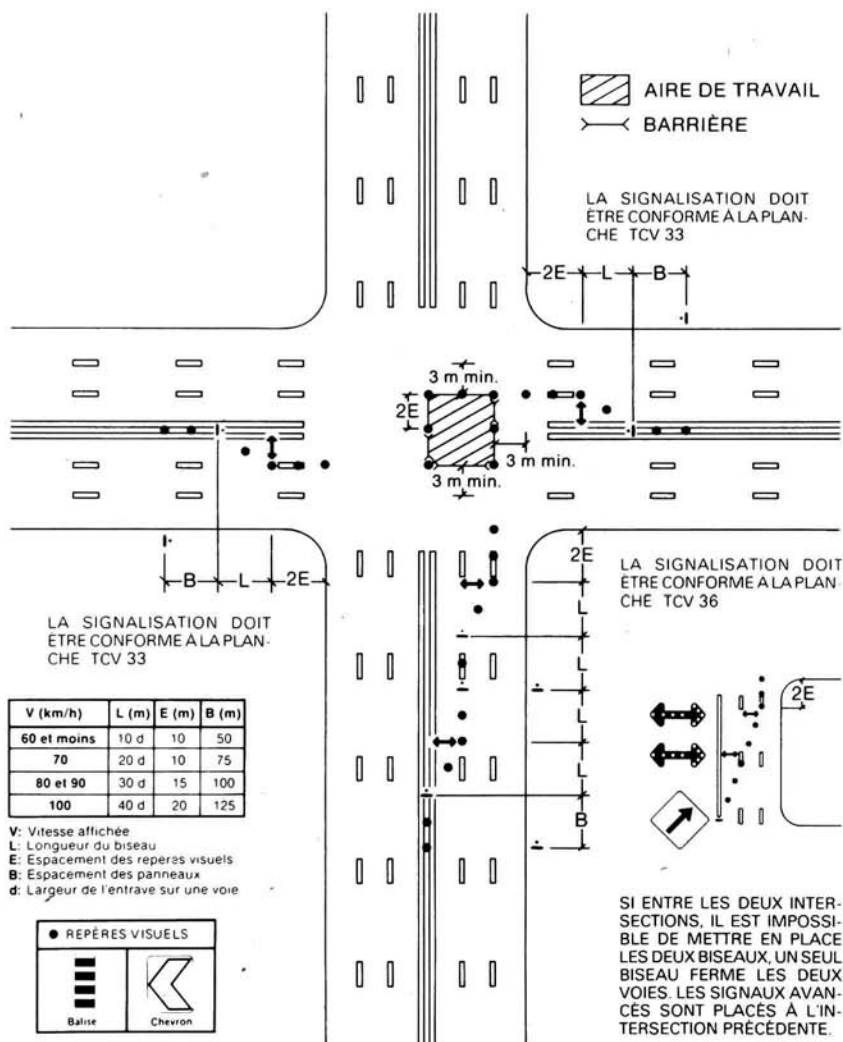 AIRE DE TRAVAIL
BARRIÈRE
LA SIGNALISATION DOIT
ÊTRE CONFORME À LA PLAN-
CHE TCV 33
2E L B
3 m min.
2E
3 m min.
3 m min.
B L 2E
LA SIGNALISATION DOIT
ÊTRE CONFORME À LA PLAN-
CHE TCV 33
2E
L
L
L
L
B
LA SIGNALISATION DOIT
ÊTRE CONFORME A LA PLAN-
CHE TCV 36
2E
V (km/h) L (m) E (m) B (m)
60 et moins 10 d 10 50
70 20 d 10 75
80 et 90 30 d 15 100
100 40 d 20 125
V: Vitesse affichée
L: Longueur du biseau
E: Espacement des repères visuels
B: Espacement des panneaux
d: Largeur de l'entrave sur une voie
REPÈRES VISUELS
Balise Chevron
SI ENTRE LES DEUX INTER-
SECTIONS, IL EST IMPOSSI-
BLE DE METTRE EN PLACE
LES DEUX BISEAUX, UN SEUL
BISEAU FERME LES DEUX
VOIES. LES SIGNAUX AVAN-
CÉS SONT PLACÉS À L'IN-
TERSECTION PRÉCÉDENTE.